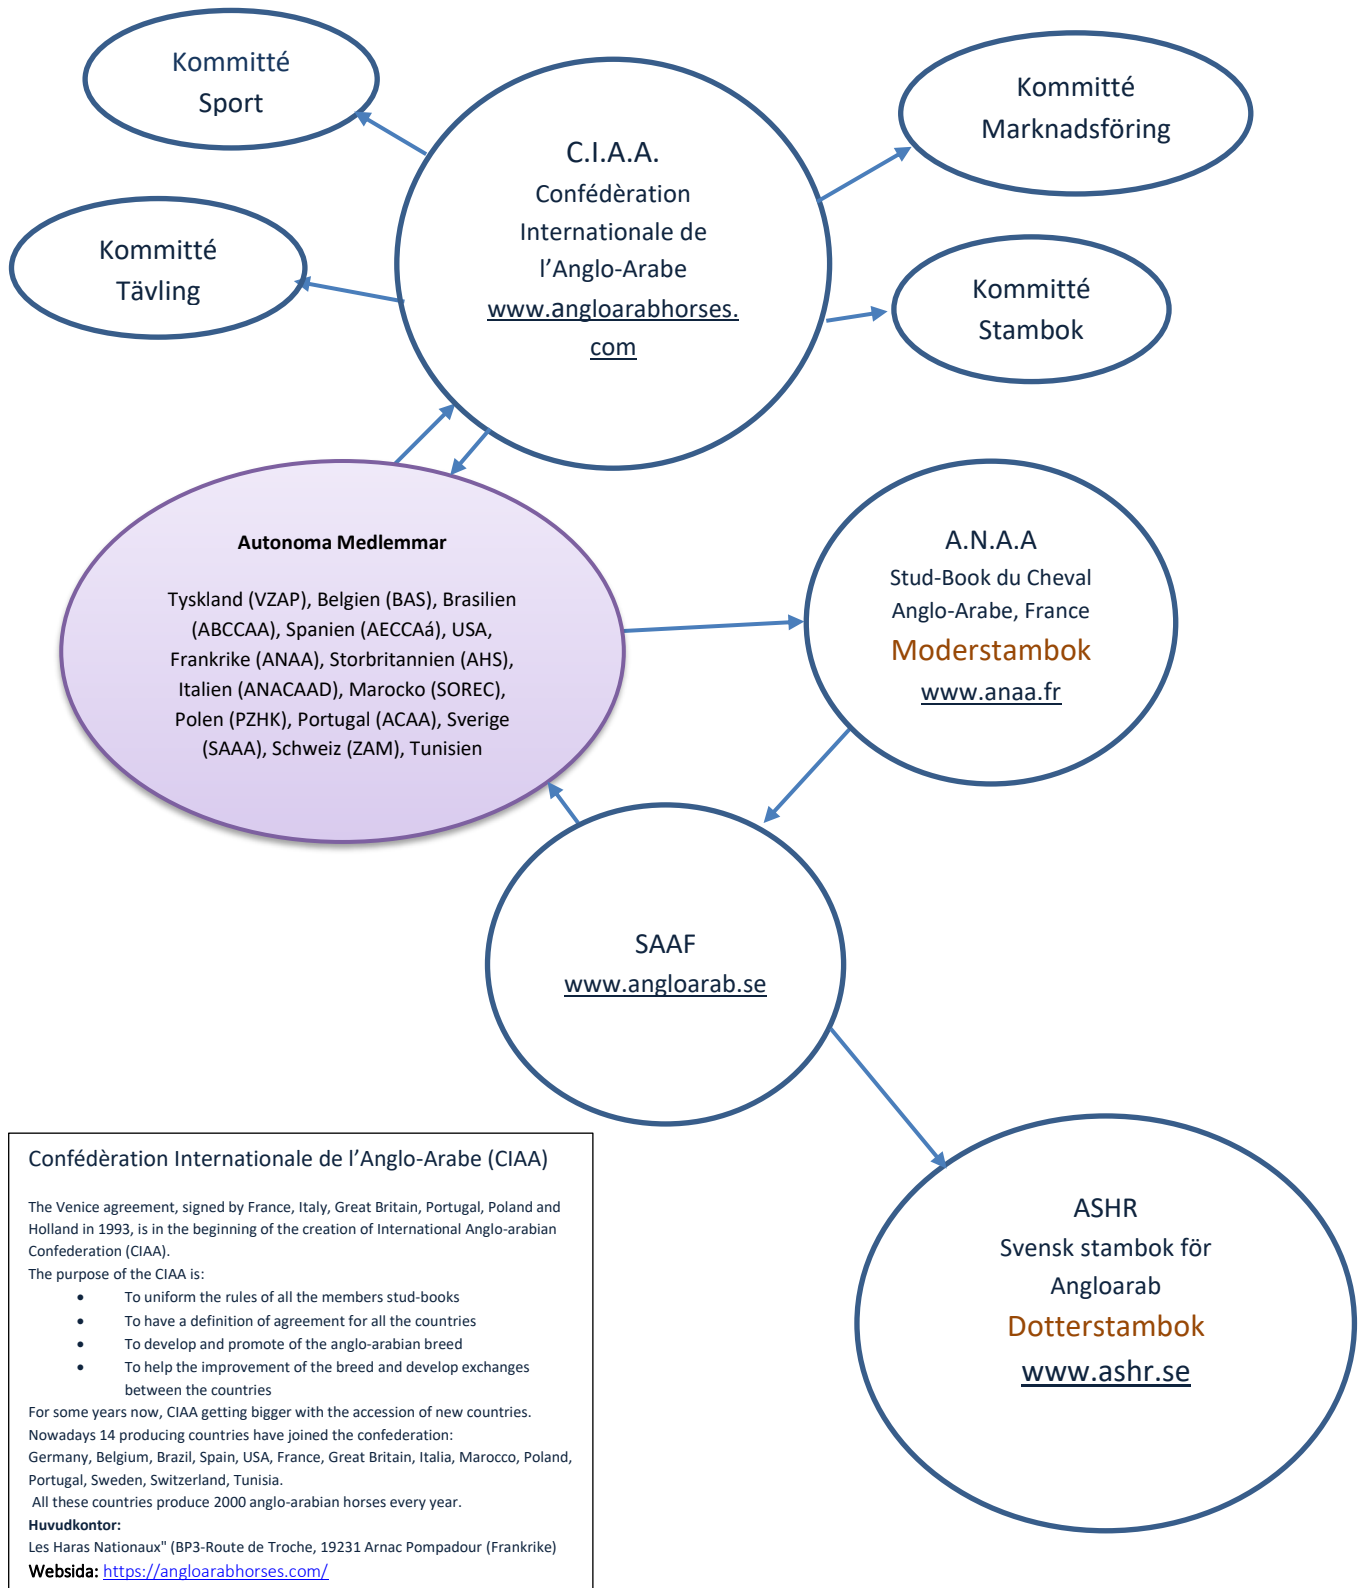 Kommitté
Sport
Kommitté
Marknadsföring
C.I.A.A.
Confédèration
Internationale de
l’Anglo-Arabe
www.angloarabhorses.
com
Kommitté
Tävling
Kommitté
Stambok
Autonoma Medlemmar
Tyskland (VZAP), Belgien (BAS), Brasilien
(ABCCAA), Spanien (AECCAá), USA,
Frankrike (ANAA), Storbritannien (AHS),
Italien (ANACAAD), Marocko (SOREC),
Polen (PZHK), Portugal (ACAA), Sverige
(SAAA), Schweiz (ZAM), Tunisien
A.N.A.A
Stud-Book du Cheval
Anglo-Arabe, France
Moderstambok
www.anaa.fr
SAAF
www.angloarab.se
ASHR
Svensk stambok för
Angloarab
Dotterstambok
www.ashr.se
Confédèration Internationale de l’Anglo-Arabe (CIAA)
The Venice agreement, signed by France, Italy, Great Britain, Portugal, Poland and
Holland in 1993, is in the beginning of the creation of International Anglo-arabian
Confederation (CIAA).
The purpose of the CIAA is:
• To uniform the rules of all the members stud-books
• To have a definition of agreement for all the countries
• To develop and promote of the anglo-arabian breed
• To help the improvement of the breed and develop exchanges
between the countries
For some years now, CIAA getting bigger with the accession of new countries.
Nowadays 14 producing countries have joined the confederation:
Germany, Belgium, Brazil, Spain, USA, France, Great Britain, Italia, Marocco, Poland,
Portugal, Sweden, Switzerland, Tunisia.
All these countries produce 2000 anglo-arabian horses every year.
Huvudkontor:
Les Haras Nationaux" (BP3-Route de Troche, 19231 Arnac Pompadour (Frankrike)
Websida: https://angloarabhorses.com/